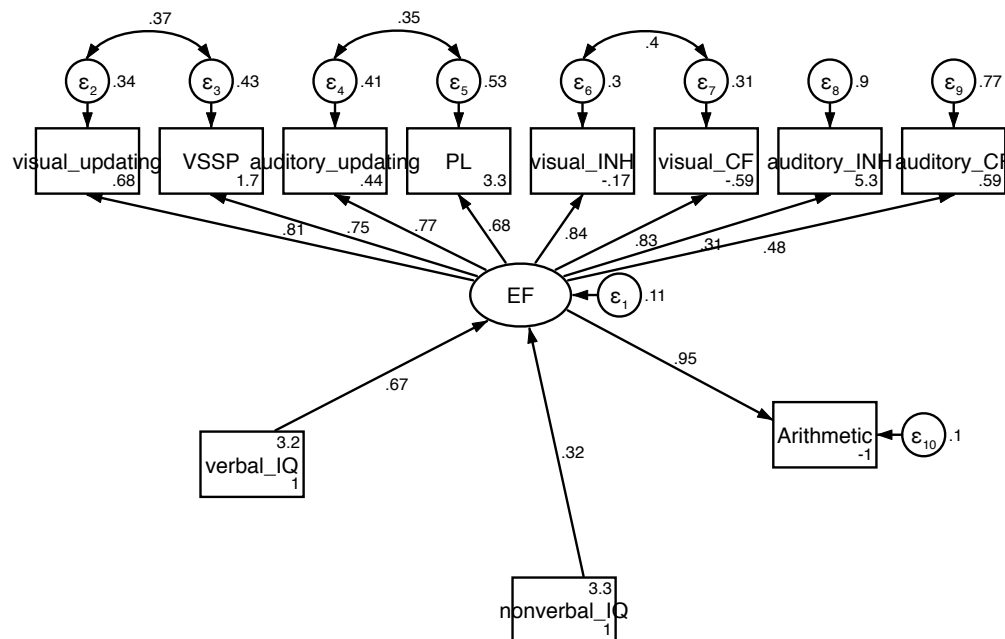 .37 .35 .4
ε2 .34 ε3 .43 ε4 .41 ε5 .53 ε6 .3 ε7 .31 ε8 .9 ε9 .77
visual_updating VSSP auditory_updating PL visual_INH visual_CF auditory_INH auditory_CF
.68 1.7 .44 3.3 -.17 -.59 5.3 .59
.81 .75 .77 .68 .84 .83 .31 .48
EF ε1 .11
.95
.67
3.2
verbal_IQ
1
Arithmetic ε10 .1
-1
.32
3.3
nonverbal_IQ
1